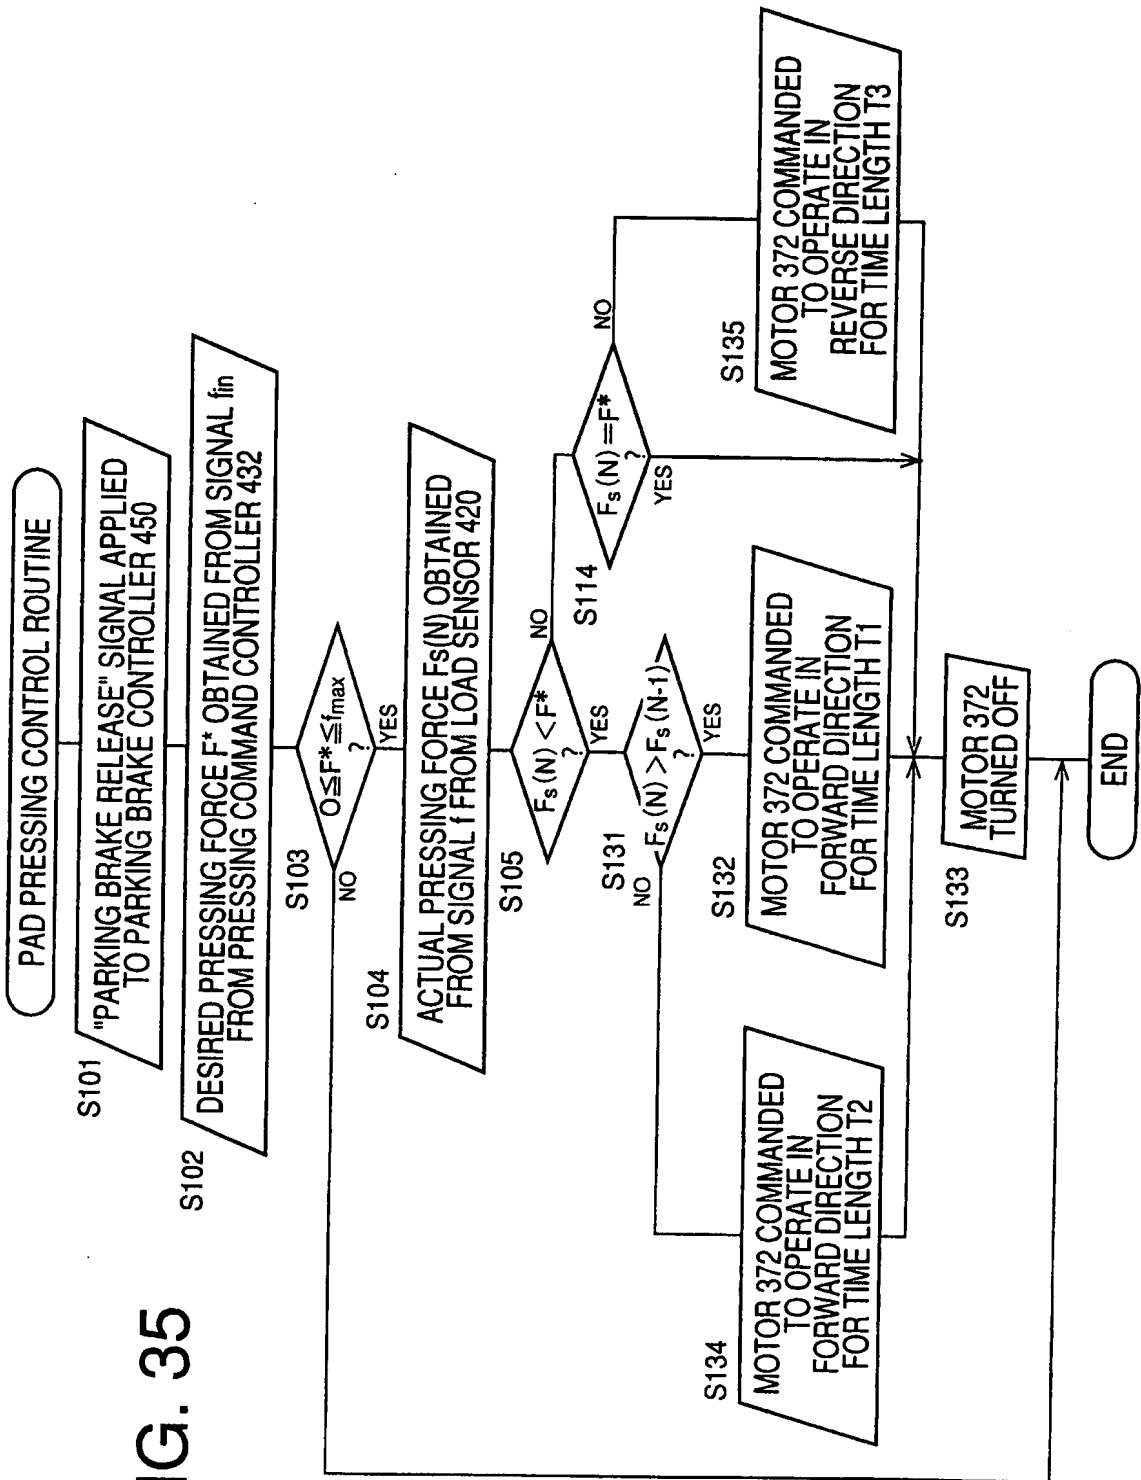 IG. 35
PAD PRESSING CONTROL ROUTINE
S101
"PARKING BRAKE RELEASE" SIGNAL APPLIED
TO PARKING BRAKE CONTROLLER 450
S102
DESIRED PRESSING FORCE F* OBTAINED FROM SIGNAL fin
FROM PRESSING COMMAND CONTROLLER 432
S103
O≦F*≦fmax
?
NO
YES
S104
ACTUAL PRESSING FORCE Fs(N) OBTAINED
FROM SIGNAL f FROM LOAD SENSOR 420
S105
Fs(N)<F*
?
NO
YES
S131
Fs(N)>Fs(N-1)
?
NO
YES
S114
Fs(N)=F*
?
NO
YES
S134
MOTOR 372 COMMANDED
TO OPERATE IN
FORWARD DIRECTION
FOR TIME LENGTH T2
S132
MOTOR 372 COMMANDED
TO OPERATE IN
FORWARD DIRECTION
FOR TIME LENGTH T1
S135
MOTOR 372 COMMANDED
TO OPERATE IN
REVERSE DIRECTION
FOR TIME LENGTH T3
S133
MOTOR 372
TURNED OFF
END